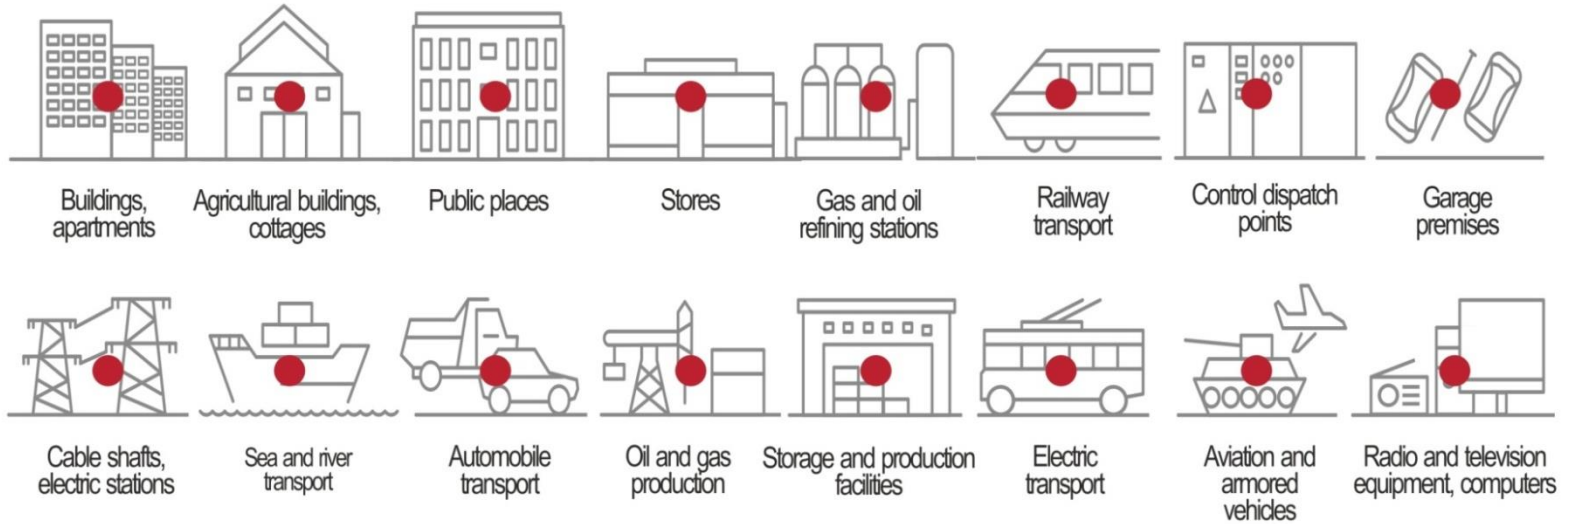 Buildings,
apartments
Agricultural buildings,
cottages
Public places
Stores
Gas and oil
refining stations
Railway
transport
Control dispatch
points
Garage
premises
Cable shafts,
electric stations
Sea and river
transport
Automobile
transport
Oil and gas
production
Storage and production
facilities
Electric
transport
Aviation and
armored
vehicles
Radio and television
equipment, computers